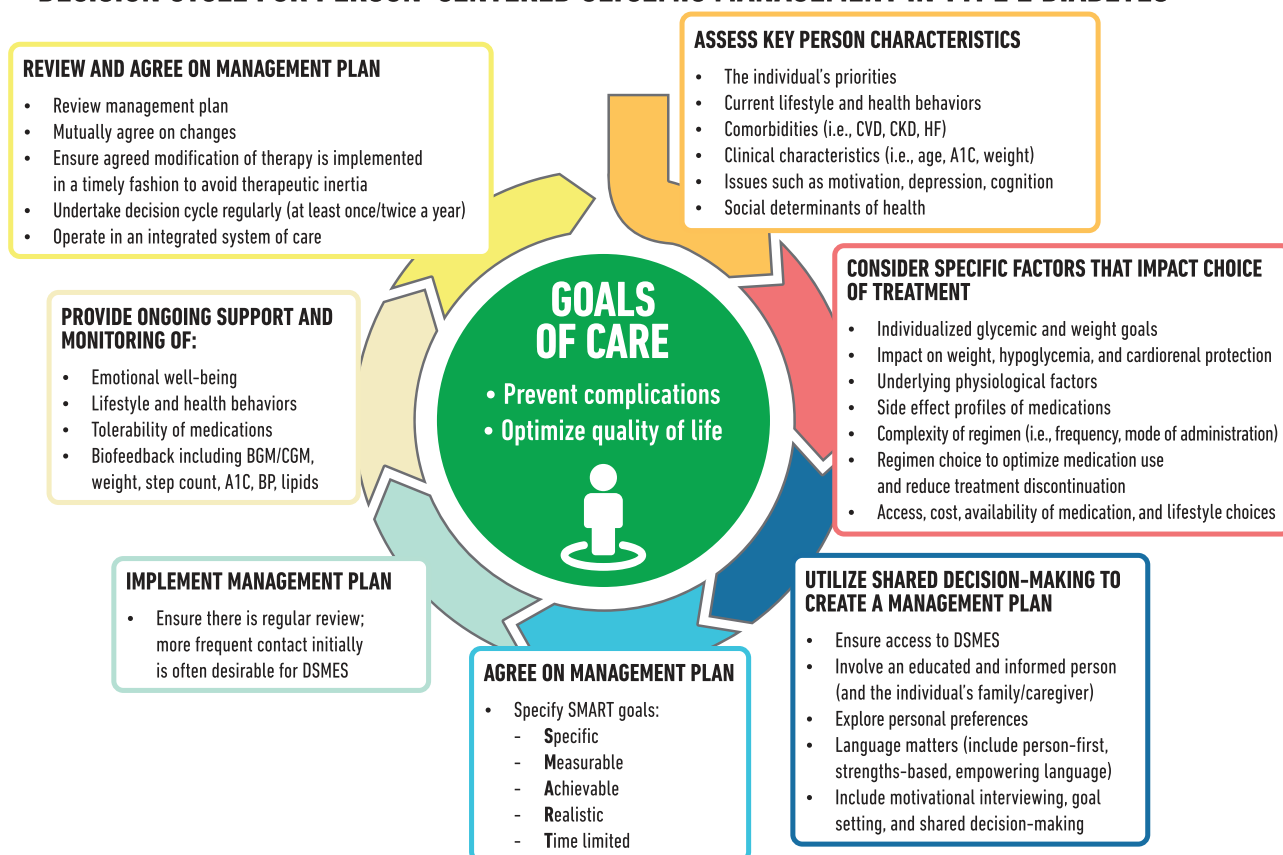 DECISION CYCLE FOR PERSON-CENTERED GLYCEMIC MANAGEMENT IN TYPE 2 DIABETES
ASSESS KEY PERSON CHARACTERISTICS
• The individual's priorities
• Current lifestyle and health behaviors
• Comorbidities (i.e., CVD, CKD, HF)
• Clinical characteristics (i.e., age, A1C, weight)
• Issues such as motivation, depression, cognition
• Social determinants of health
CONSIDER SPECIFIC FACTORS THAT IMPACT CHOICE
OF TREATMENT
• Individualized glycemic and weight goals
• Impact on weight, hypoglycemia, and cardiorenal protection
• Underlying physiological factors
• Side effect profiles of medications
• Complexity of regimen (i.e., frequency, mode of administration)
• Regimen choice to optimize medication use
and reduce treatment discontinuation
• Access, cost, availability of medication, and lifestyle choices
UTILIZE SHARED DECISION-MAKING TO
CREATE A MANAGEMENT PLAN
• Ensure access to DSMES
• Involve an educated and informed person
(and the individual's family/caregiver)
• Explore personal preferences
• Language matters (include person-first,
strengths-based, empowering language)
• Include motivational interviewing, goal
setting, and shared decision-making
AGREE ON MANAGEMENT PLAN
• Specify SMART goals:
- Specific
- Measurable
- Achievable
- Realistic
- Time limited
IMPLEMENT MANAGEMENT PLAN
• Ensure there is regular review;
more frequent contact initially
is often desirable for DSMES
PROVIDE ONGOING SUPPORT AND
MONITORING OF:
• Emotional well-being
• Lifestyle and health behaviors
• Tolerability of medications
• Biofeedback including BGM/CGM,
weight, step count, A1C, BP, lipids
REVIEW AND AGREE ON MANAGEMENT PLAN
• Review management plan
• Mutually agree on changes
• Ensure agreed modification of therapy is implemented
in a timely fashion to avoid therapeutic inertia
• Undertake decision cycle regularly (at least once/twice a year)
• Operate in an integrated system of care
GOALS
OF CARE
• Prevent complications
• Optimize quality of life